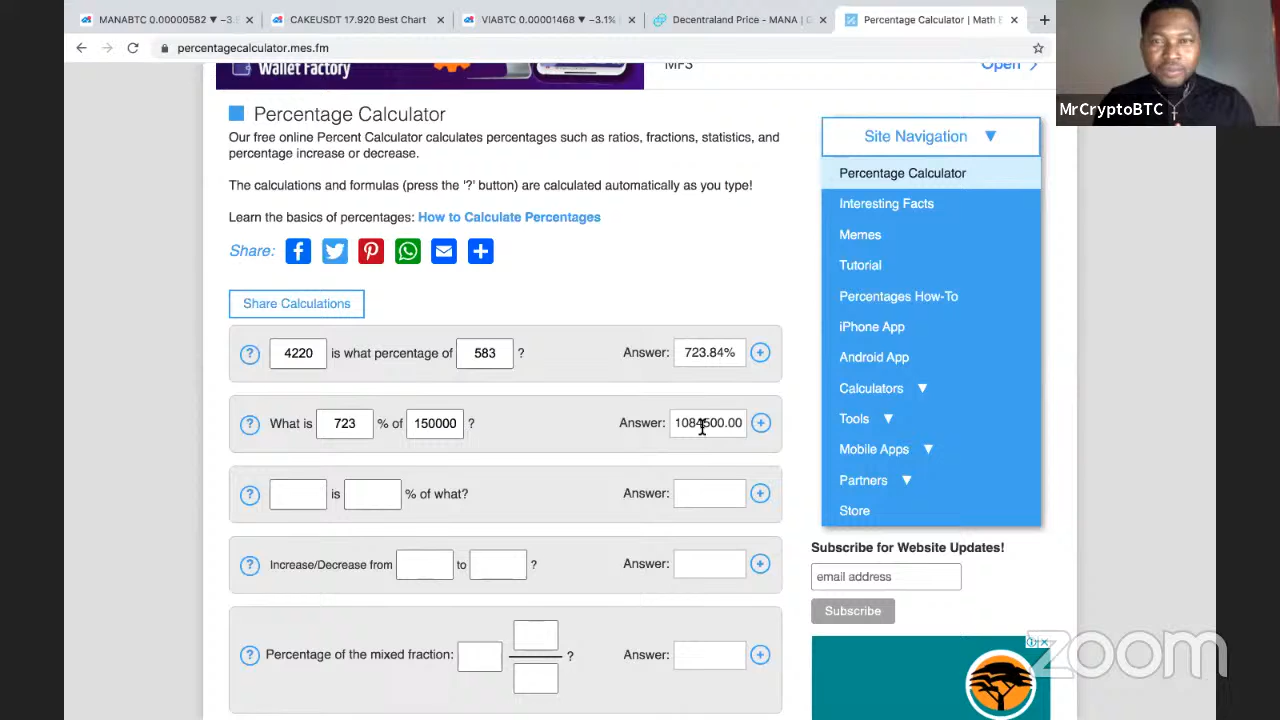 MANABTC 0.00000582 ▼ −3.8
CAKEUSDT 17.920 Best Chart
VIABTC 0.00001468 ▼ −3.1%
Decentraland Price - MANA |
Percentage Calculator | Math
percentagecalculator.mes.fm
MrCryptoBTC
Wallet Factory
MFS
Open
Percentage Calculator
Our free online Percent Calculator calculates percentages such as ratios, fractions, statistics, and
percentage increase or decrease.
The calculations and formulas (press the '?' button) are calculated automatically as you type!
Learn the basics of percentages: How to Calculate Percentages
Share:
Share Calculations
? 4220 is what percentage of 583 ? Answer: 723.84% +
? What is 723 % of 150000 ? Answer: 1084500.00 +
? is % of what? Answer: +
? Increase/Decrease from to ? Answer: +
? Percentage of the mixed fraction: ? Answer: +
Site Navigation ▼
Percentage Calculator
Interesting Facts
Memes
Tutorial
Percentages How-To
iPhone App
Android App
Calculators ▼
Tools ▼
Mobile Apps ▼
Partners ▼
Store
Subscribe for Website Updates!
email address
Subscribe
zoom